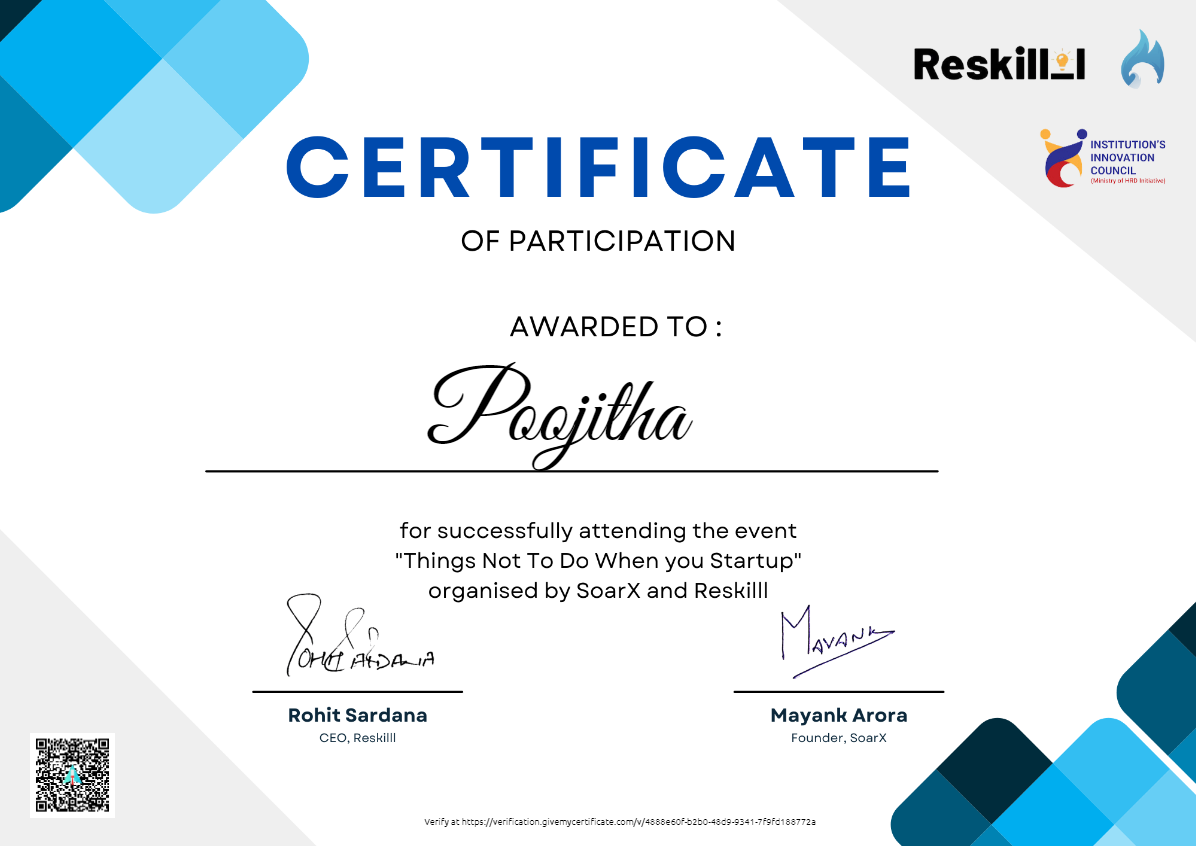 Reskilll
INSTITUTION'S
INNOVATION
COUNCIL
(Ministry of HRD Initiative)
CERTIFICATE
OF PARTICIPATION
AWARDED TO :
Poojitha
for successfully attending the event
"Things Not To Do When you Startup"
organised by SoarX and Reskilll
Rohit Sardana
MAYANK
Rohit Sardana
Mayank Arora
CEO, Reskilll
Founder, SoarX
Verify at https://verification.givemycertificate.com/v/4888e60f-b2b0-48d9-9341-7f9fd188772a